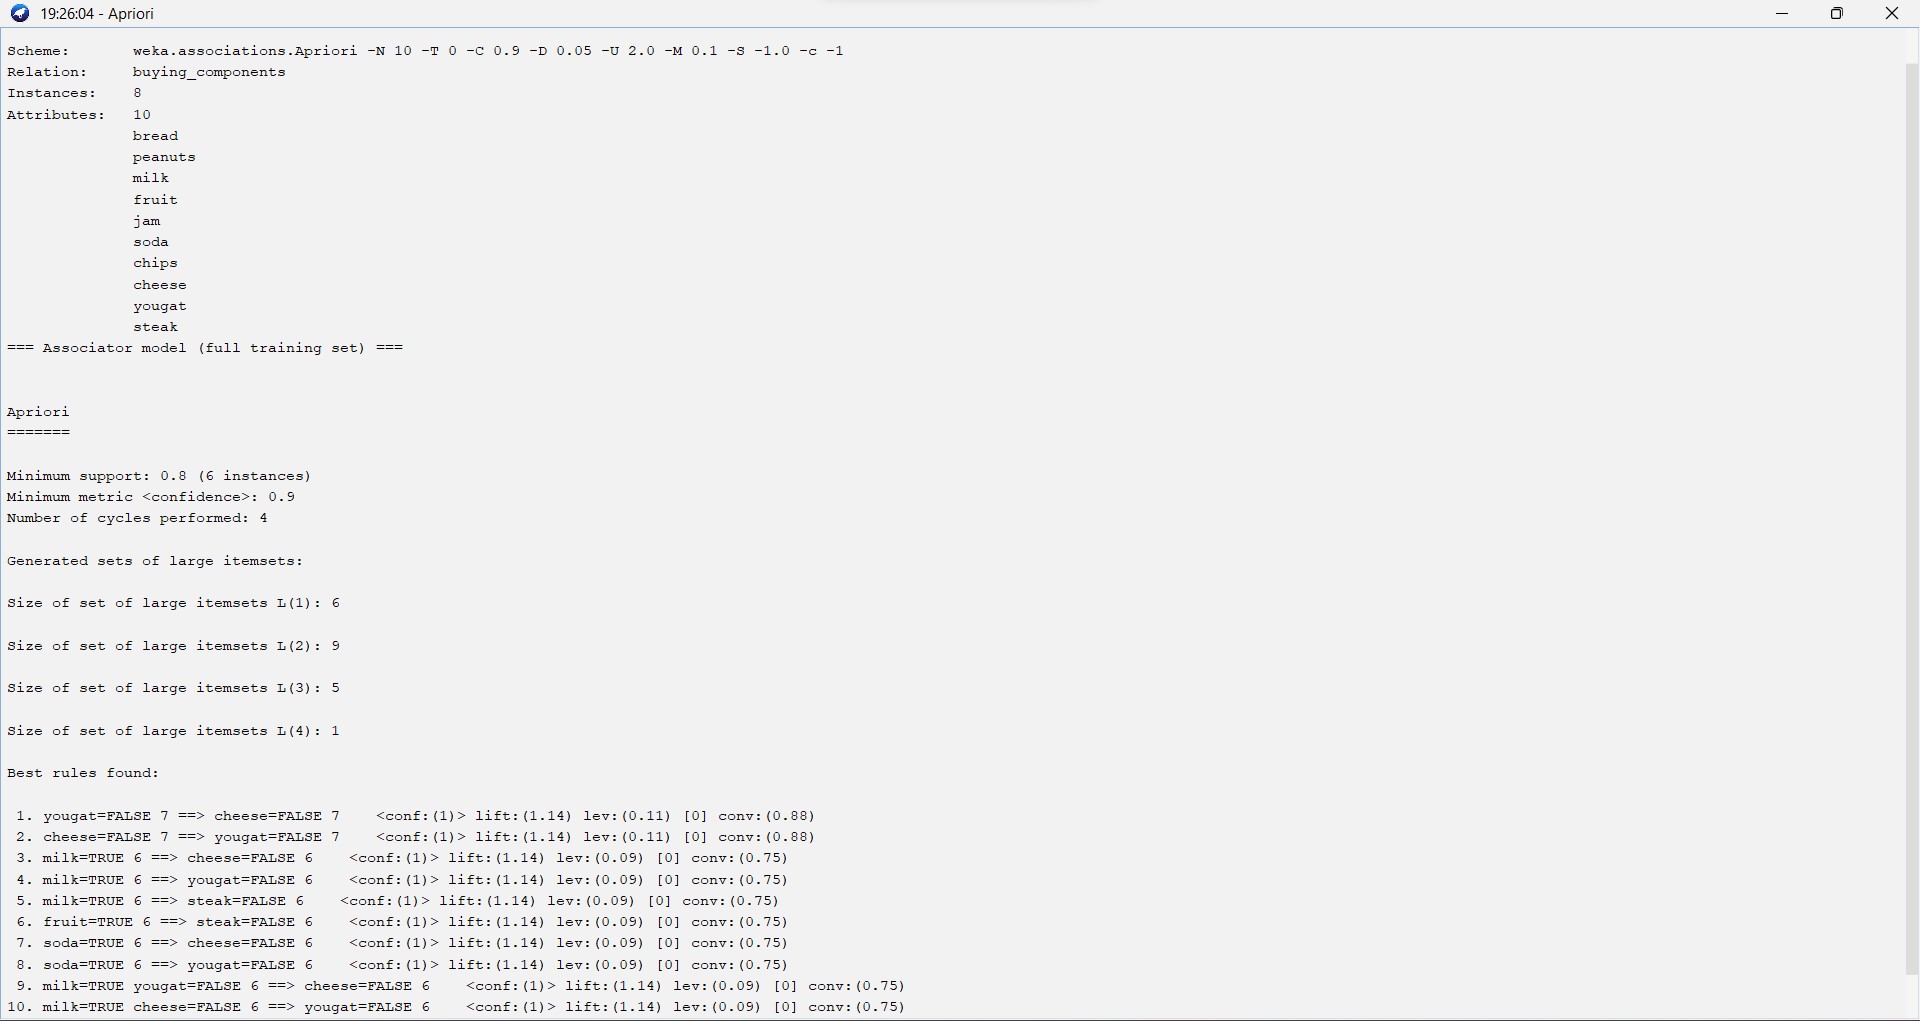 19:26:04 - Apriori
Scheme: weka.associations.Apriori -N 10 -T 0 -C 0.9 -D 0.05 -U 2.0 -M 0.1 -S -1.0 -c -1
Relation: buying_components
Instances: 8
Attributes: 10
bread
peanuts
milk
fruit
jam
soda
chips
cheese
yougat
steak
=== Associator model (full training set) ===
Apriori
=======
Minimum support: 0.8 (6 instances)
Minimum metric <confidence>: 0.9
Number of cycles performed: 4
Generated sets of large itemsets:
Size of set of large itemsets L(1): 6
Size of set of large itemsets L(2): 9
Size of set of large itemsets L(3): 5
Size of set of large itemsets L(4): 1
Best rules found:
1. yougat=FALSE 7 ==> cheese=FALSE 7 <conf:(1)> lift:(1.14) lev:(0.11) [0] conv:(0.88)
2. cheese=FALSE 7 ==> yougat=FALSE 7 <conf:(1)> lift:(1.14) lev:(0.11) [0] conv:(0.88)
3. milk=TRUE 6 ==> cheese=FALSE 6 <conf:(1)> lift:(1.14) lev:(0.09) [0] conv:(0.75)
4. milk=TRUE 6 ==> yougat=FALSE 6 <conf:(1)> lift:(1.14) lev:(0.09) [0] conv:(0.75)
5. milk=TRUE 6 ==> steak=FALSE 6 <conf:(1)> lift:(1.14) lev:(0.09) [0] conv:(0.75)
6. fruit=TRUE 6 ==> steak=FALSE 6 <conf:(1)> lift:(1.14) lev:(0.09) [0] conv:(0.75)
7. soda=TRUE 6 ==> cheese=FALSE 6 <conf:(1)> lift:(1.14) lev:(0.09) [0] conv:(0.75)
8. soda=TRUE 6 ==> yougat=FALSE 6 <conf:(1)> lift:(1.14) lev:(0.09) [0] conv:(0.75)
9. milk=TRUE yougat=FALSE 6 ==> cheese=FALSE 6 <conf:(1)> lift:(1.14) lev:(0.09) [0] conv:(0.75)
10. milk=TRUE cheese=FALSE 6 ==> yougat=FALSE 6 <conf:(1)> lift:(1.14) lev:(0.09) [0] conv:(0.75)